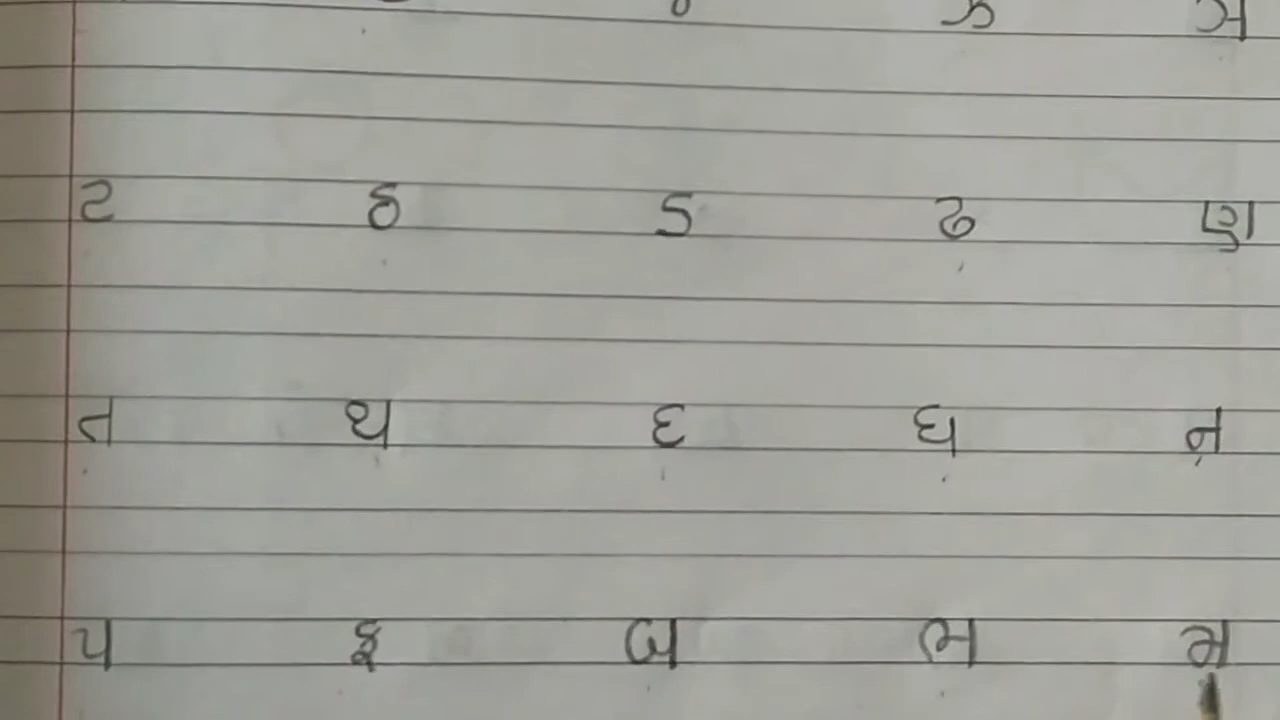 ટ ઠ ડ ઢ ણ
ત થ દ ધ ન
પ ફ બ ભ મ